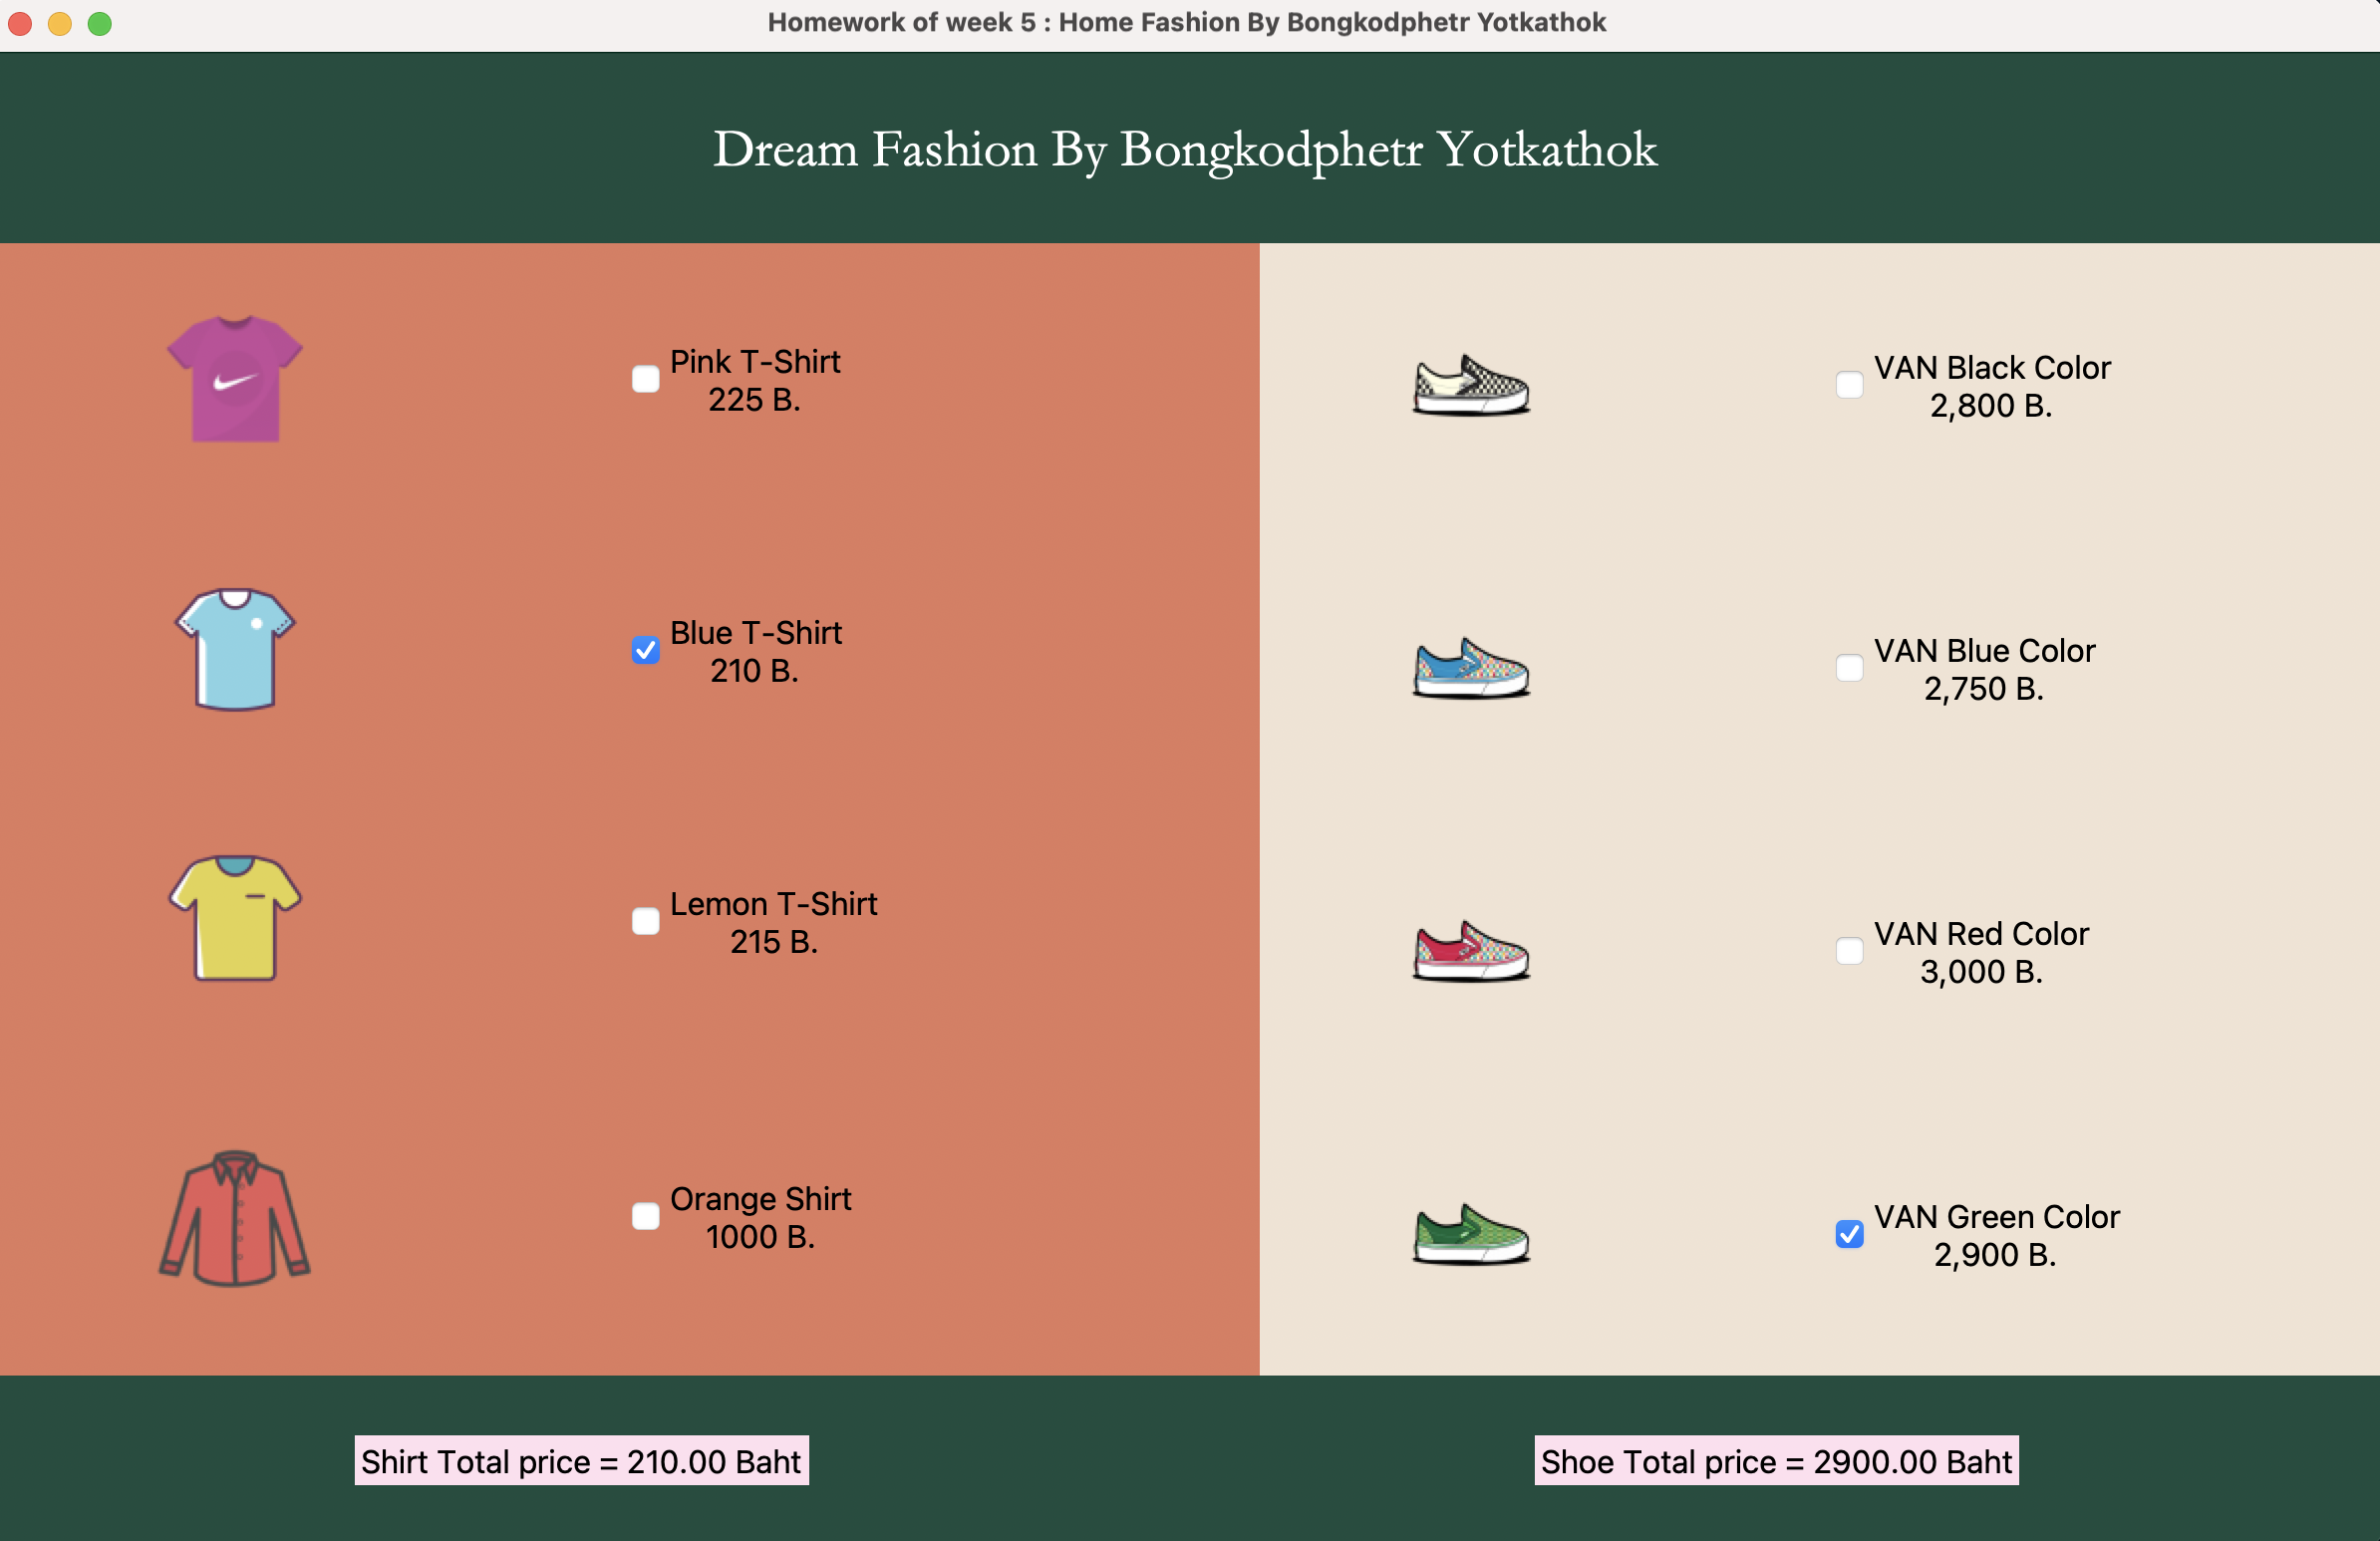 Homework of week 5 : Home Fashion By Bongkodphetr Yotkathok
Dream Fashion By Bongkodphetr Yotkathok
Pink T-Shirt
225 B.
Blue T-Shirt
210 B.
Lemon T-Shirt
215 B.
Orange Shirt
1000 B.
VAN Black Color
2,800 B.
VAN Blue Color
2,750 B.
VAN Red Color
3,000 B.
VAN Green Color
2,900 B.
Shirt Total price = 210.00 Baht
Shoe Total price = 2900.00 Baht